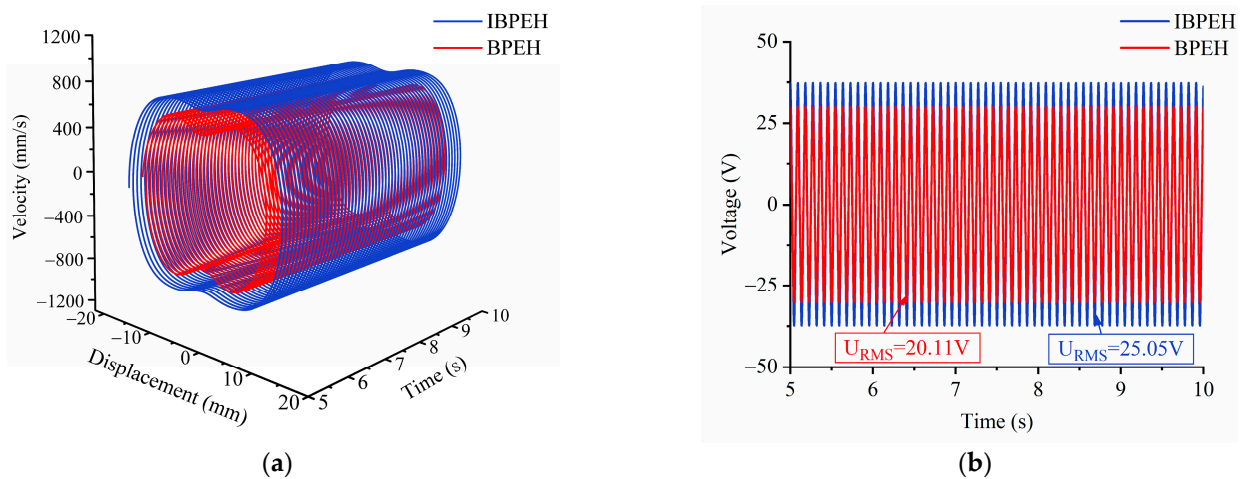 IBPEH
BPEH
1200
800
400
0
−400
−800
−1200
Velocity (mm/s)
−20
−10
0
10
20
Displacement (mm)
5
6
7
8
9
10
Time (s)
(a)
IBPEH
BPEH
50
25
0
−25
−50
Voltage (V)
U_RMS=20.11V
U_RMS=25.05V
5
6
7
8
9
10
Time (s)
(b)